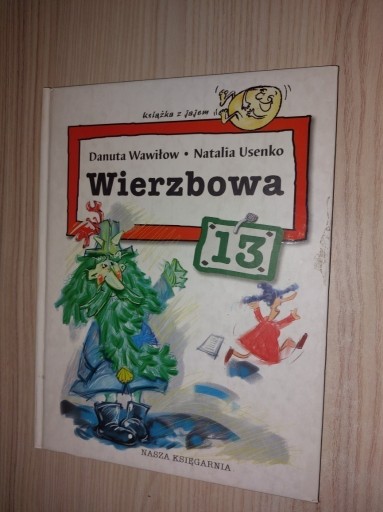 książka z jajem
Danuta Wawiłow • Natalia Usenko
Wierzbowa
13
NASZA KSIĘGARNIA